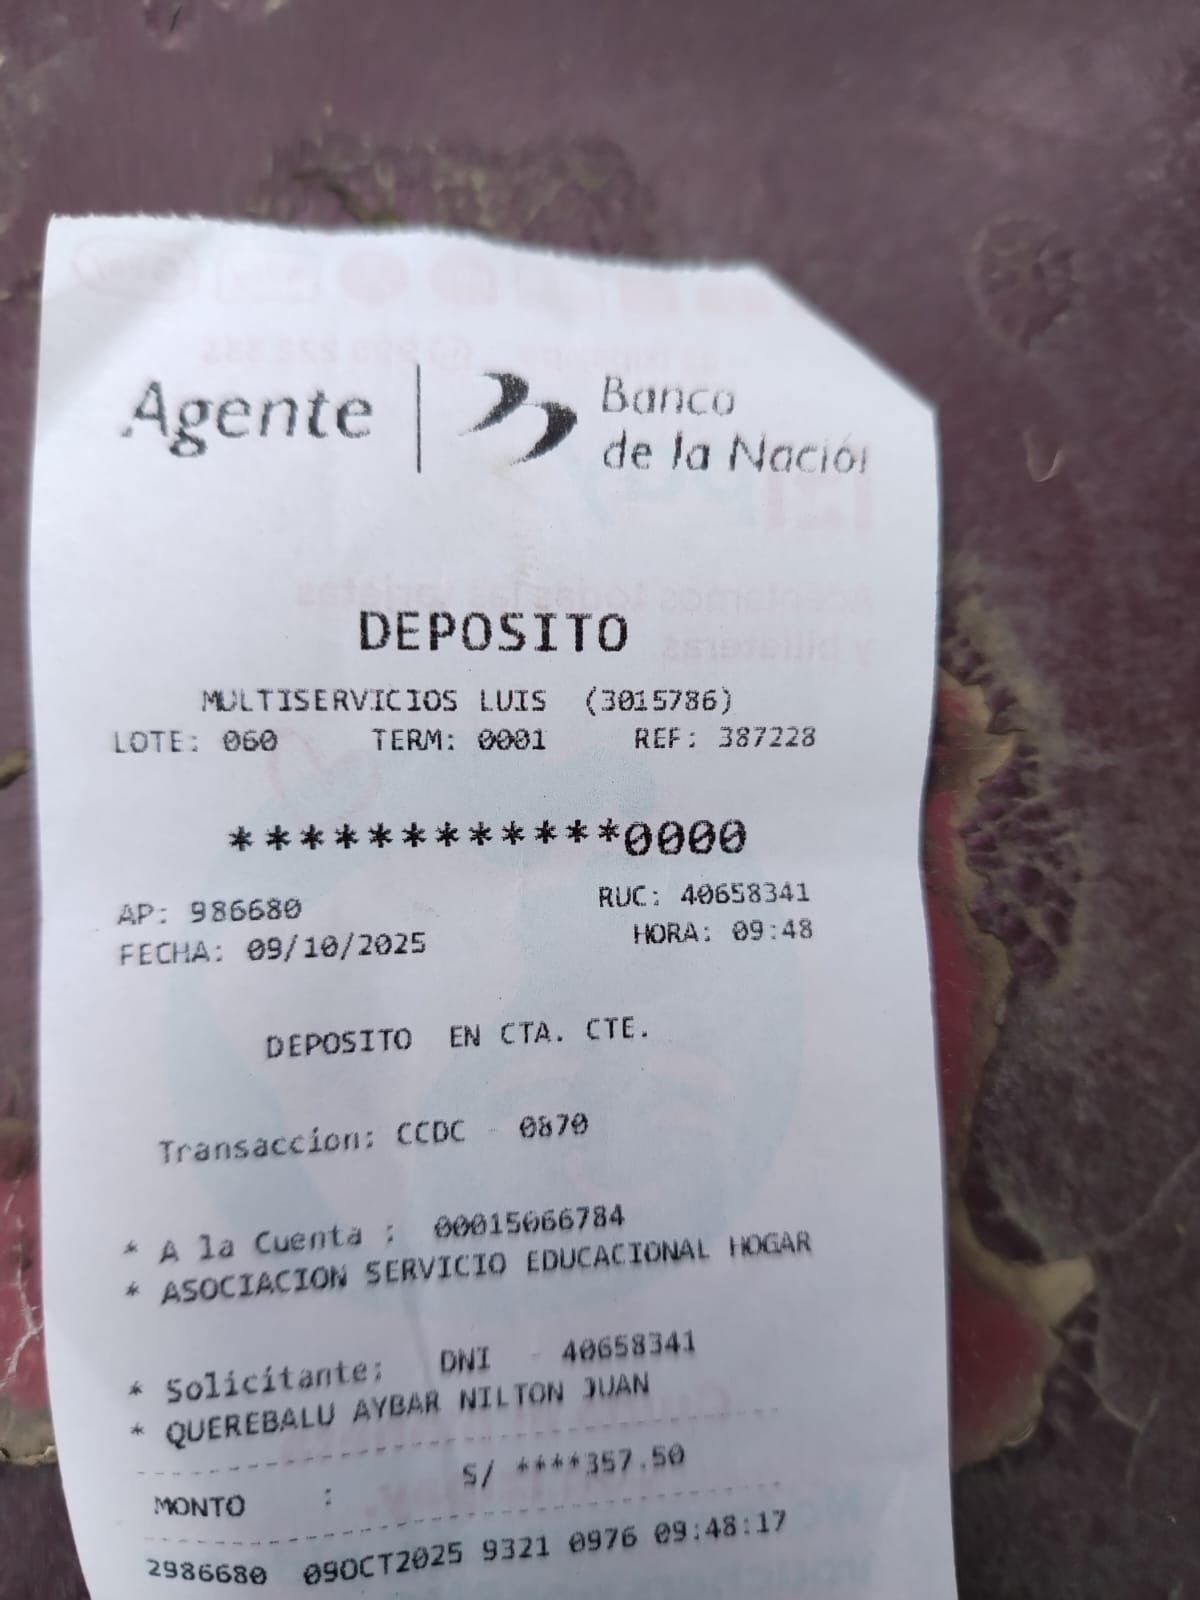 Agente | Banco
de la Nación
DEPOSITO
MULTISERVICIOS LUIS (3015786)
LOTE: 060 TERM: 0001 REF: 387228
************0000
AP: 986680 RUC: 40658341
FECHA: 09/10/2025 HORA: 09:48
DEPOSITO EN CTA. CTE.
Transaccion: CCDC - 0870
* A la Cuenta : 00015066784
* ASOCIACION SERVICIO EDUCACIONAL HOGAR
* Solicitante: DNI - 40658341
* QUEREBALU AYBAR NILTON JUAN
MONTO : S/ ****357.50
2986680 09OCT2025 9321 0976 09:48:17